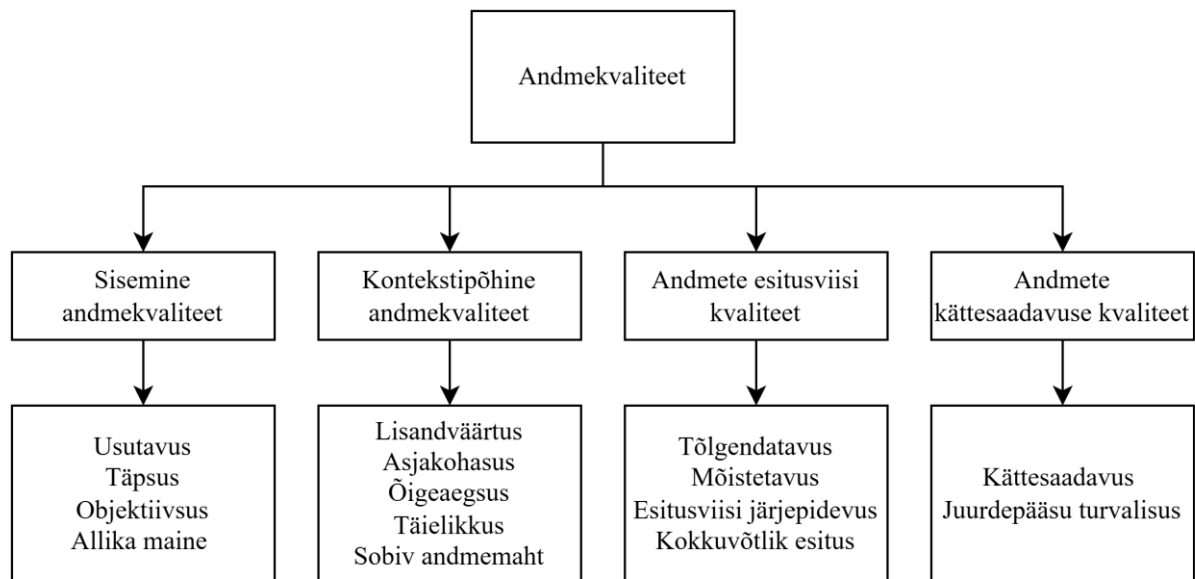 Andmekvaliteet
Sisemine
andmekvaliteet
Kontekstipõhine
andmekvaliteet
Andmete esitusviisi
kvaliteet
Andmete
kättesaadavuse kvaliteet
Usutavus
Täpsus
Objektiivsus
Allika maine
Lisandväärtus
Asjakohasus
Õigeaegsus
Täielikkus
Sobiv andmemaht
Tõlgendatavus
Mõistetavus
Esitusviisi järjepidevus
Kokkuvõtlik esitus
Kättesaadavus
Juurdepääsu turvalisus